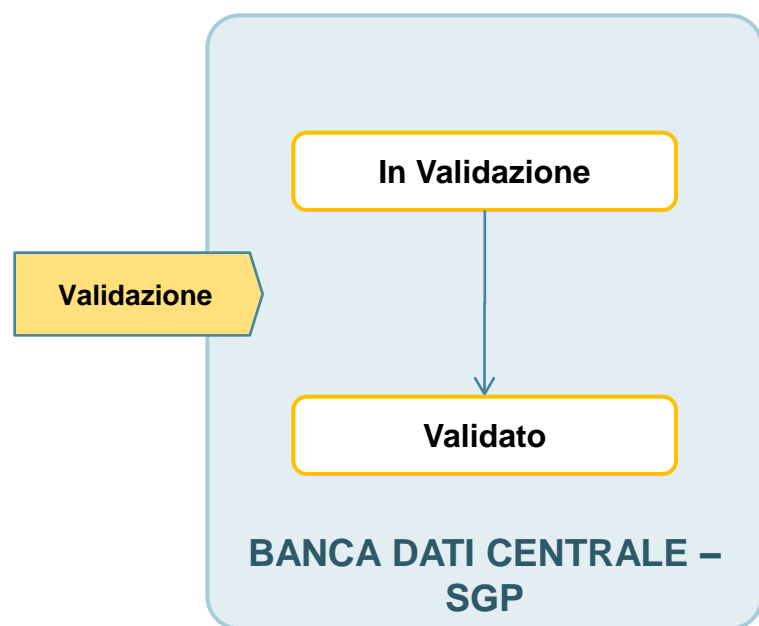 In Validazione
Validazione
Validato
BANCA DATI CENTRALE –
SGP